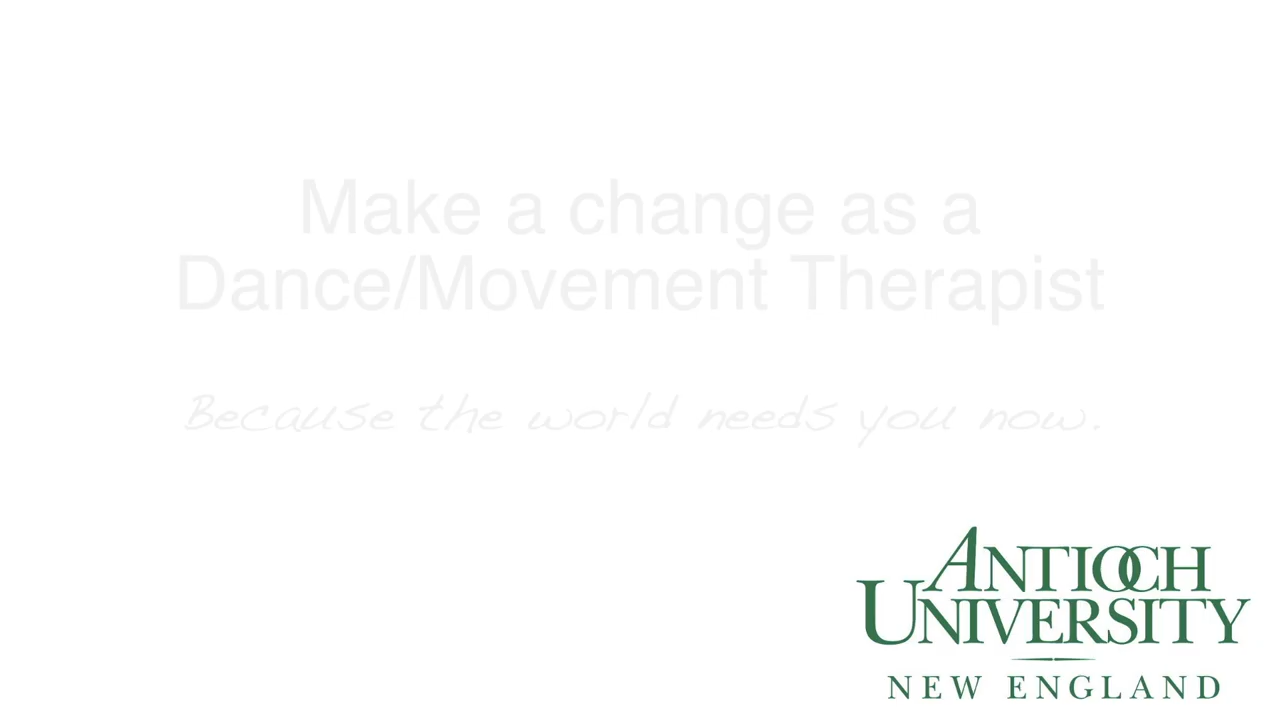 Make a change as a
Dance/Movement Therapist
Because the world needs you now.
ANTIOCH
UNIVERSITY
NEW ENGLAND